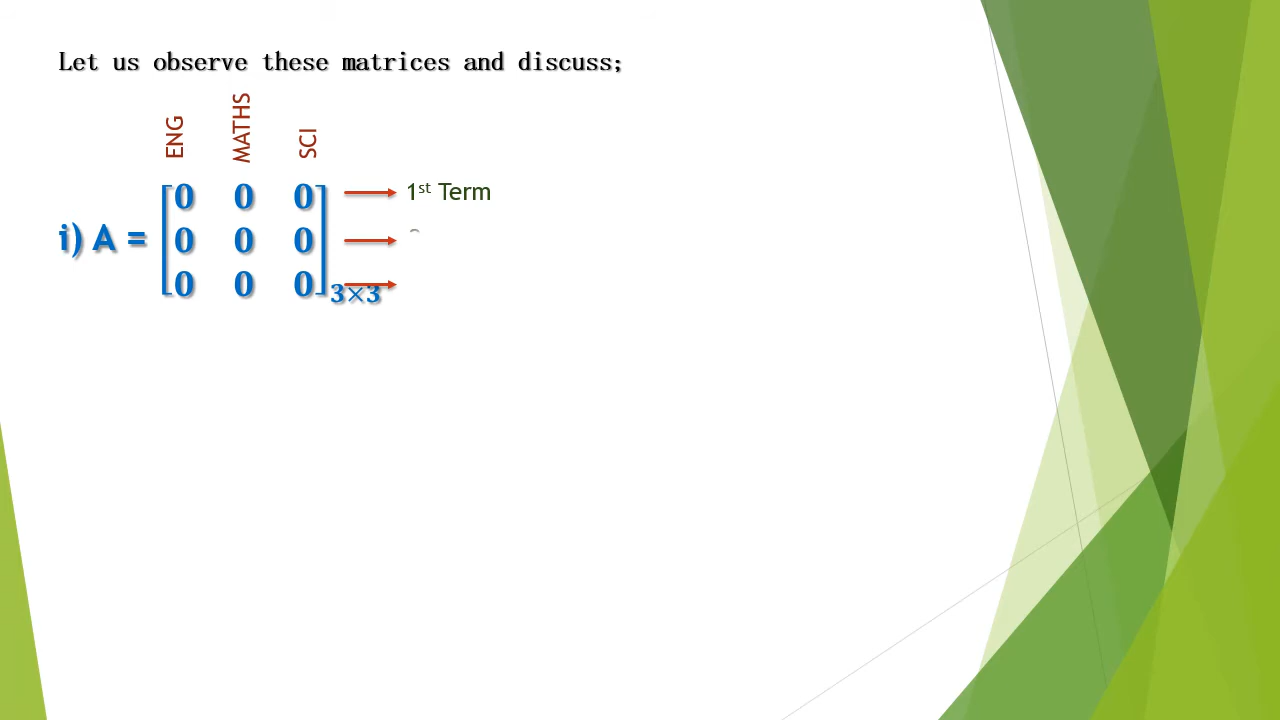 Let us observe these matrices and discuss;
ENG MATHS SCI
0 0 0 1st Term
i) A = 0 0 0
0 0 0 3×3